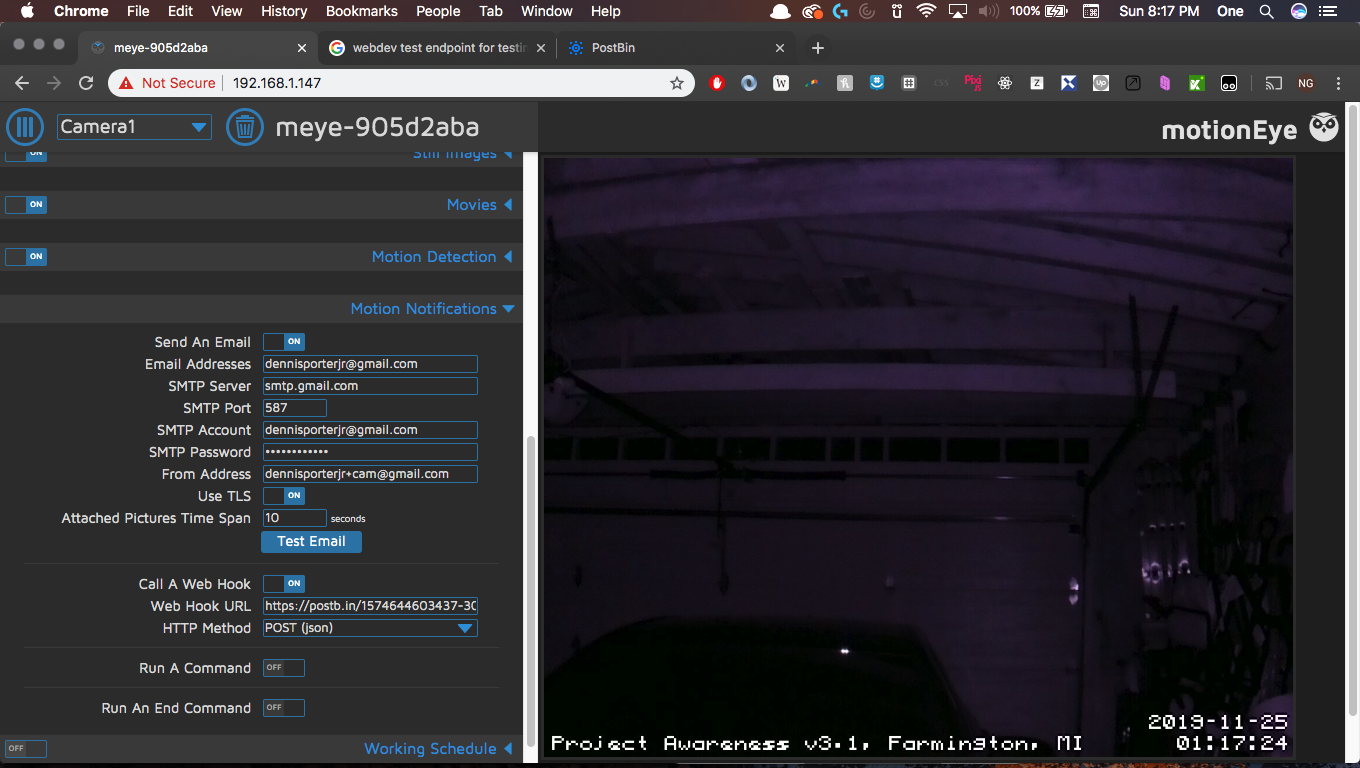 Chrome File Edit View History Bookmarks People Tab Window Help 100% Sun 8:17 PM One
meye-905d2aba webdev test endpoint for testin PostBin
Not Secure 192.168.1.147 NG
Camera1 meye-905d2aba motionEye
ON Still Images
ON Movies
ON Motion Detection
Motion Notifications
Send An Email ON
Email Addresses dennisporterjr@gmail.com
SMTP Server smtp.gmail.com
SMTP Port 587
SMTP Account dennisporterjr@gmail.com
SMTP Password ••••••••••••
From Address dennisporterjr+cam@gmail.com
Use TLS ON
Attached Pictures Time Span 10 seconds
Test Email
Call A Web Hook ON
Web Hook URL https://postb.in/1574644603437-30
HTTP Method POST (json)
Run A Command OFF
Run An End Command OFF
OFF Working Schedule
2019-11-25
Project Awareness v3.1, Farmington, MI 01:17:24